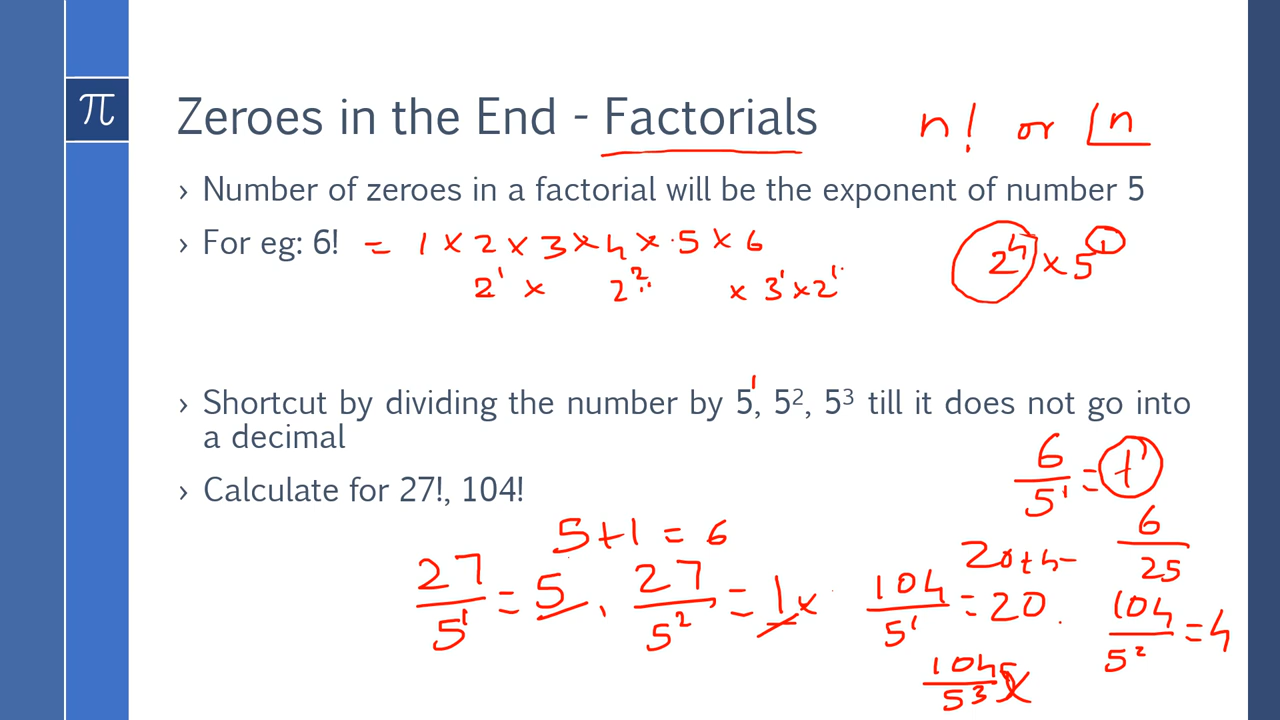 π
Zeroes in the End - Factorials
n! or ⌊n
› Number of zeroes in a factorial will be the exponent of number 5
› For eg: 6! = 1 × 2 × 3 × 4 × 5 × 6
2¹ × 2² × 3¹ × 2¹
2⁴ × 5¹
› Shortcut by dividing the number by 5¹, 5², 5³ till it does not go into
a decimal
6/5¹ = 1
› Calculate for 27!, 104!
6/25
5+1 = 6
20+4=
27/5¹ = 5, 27/5² = 1 ×
104/5¹ = 20
104/5² = 4
104/5³ ×